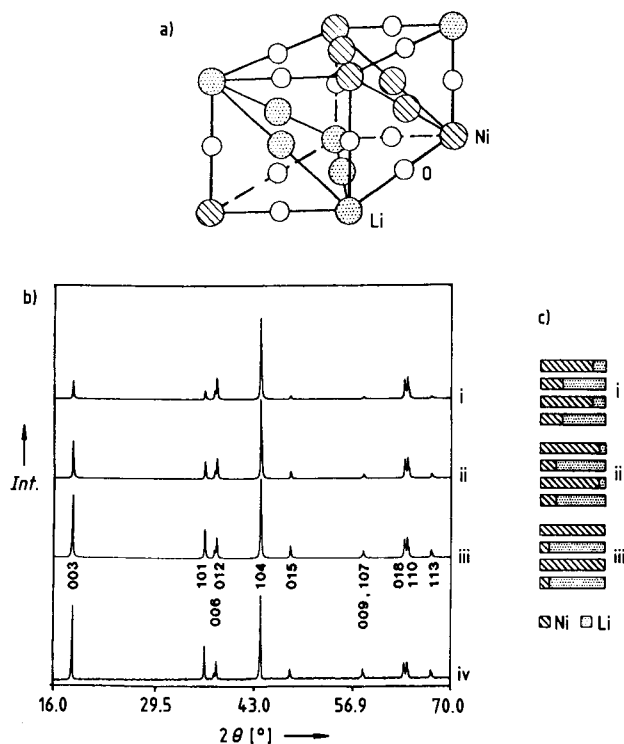 a)
Ni
O
Li
b)
c)
i
ii
iii
iv
003
101
006
012
104
015
009, 107
018
110
113
Int.
16.0 29.5 43.0 56.9 70.0
2θ [°]
i
ii
iii
Ni Li